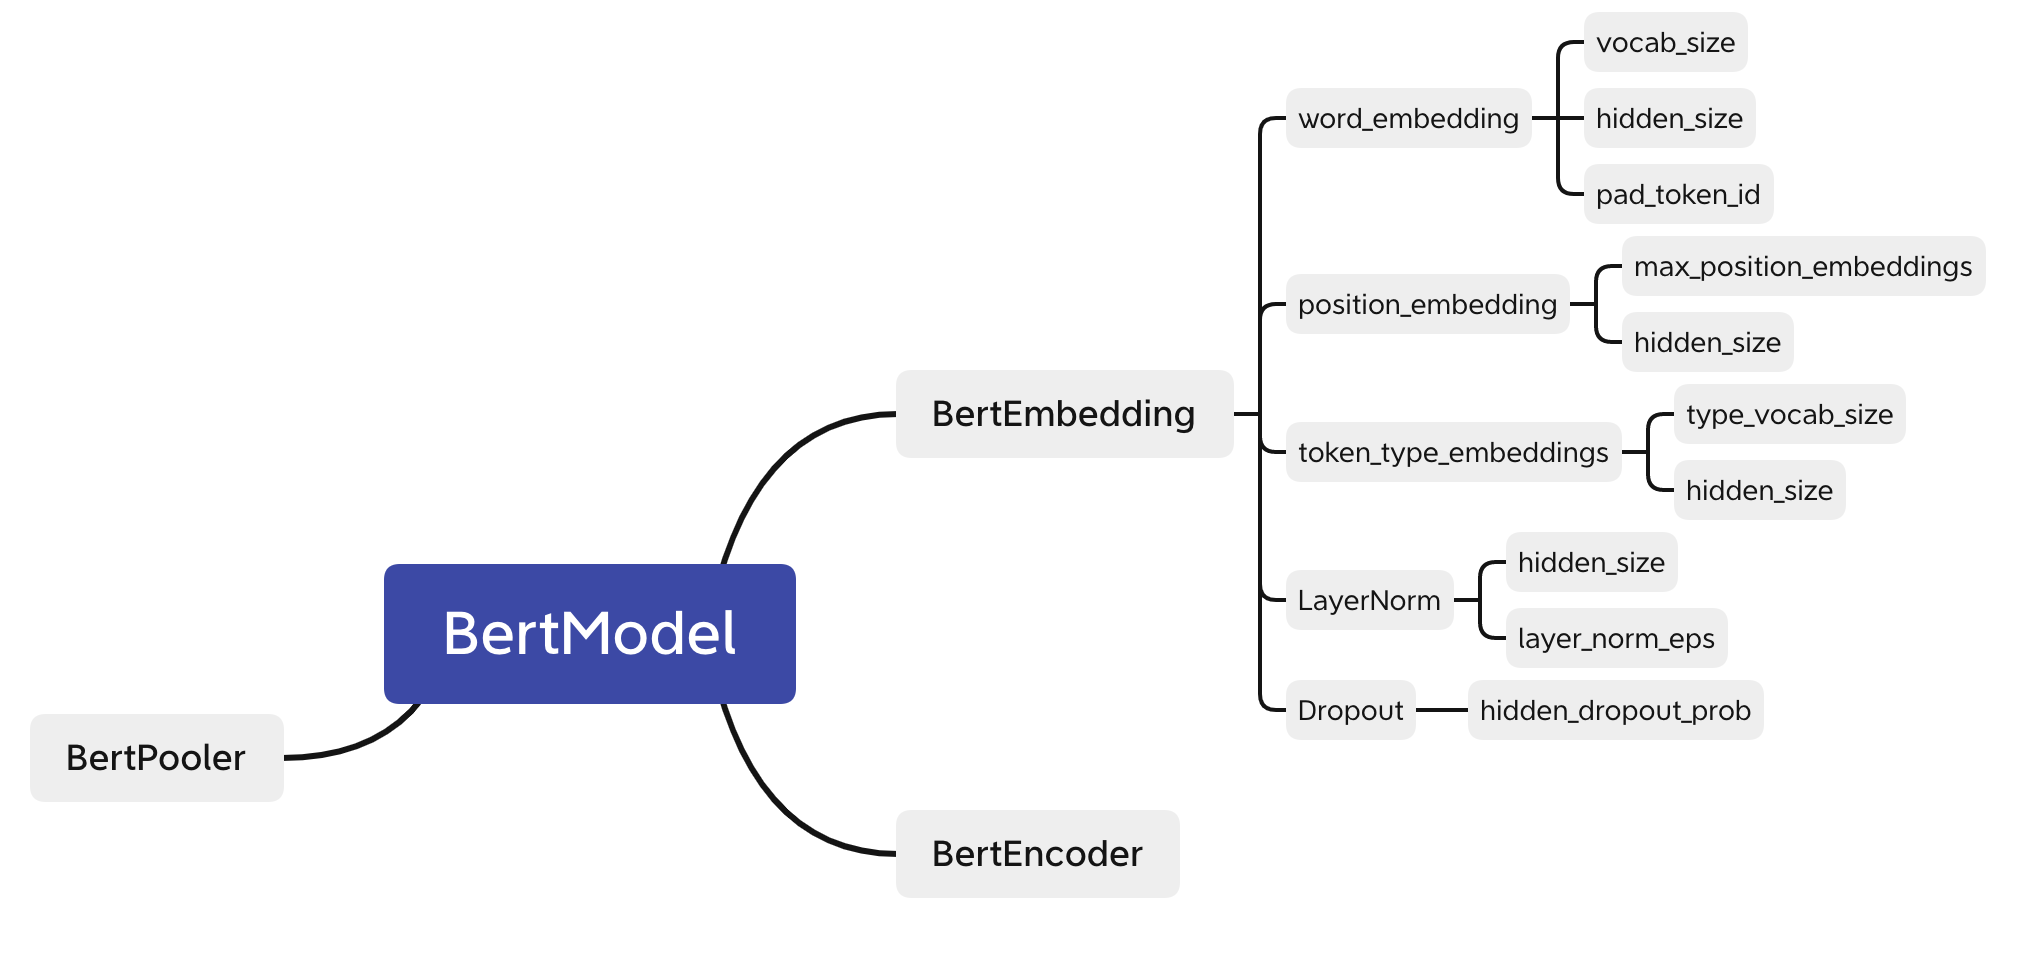 vocab_size
word_embedding
hidden_size
pad_token_id
max_position_embeddings
position_embedding
hidden_size
type_vocab_size
BertEmbedding
token_type_embeddings
hidden_size
hidden_size
LayerNorm
layer_norm_eps
BertModel
Dropout
hidden_dropout_prob
BertPooler
BertEncoder